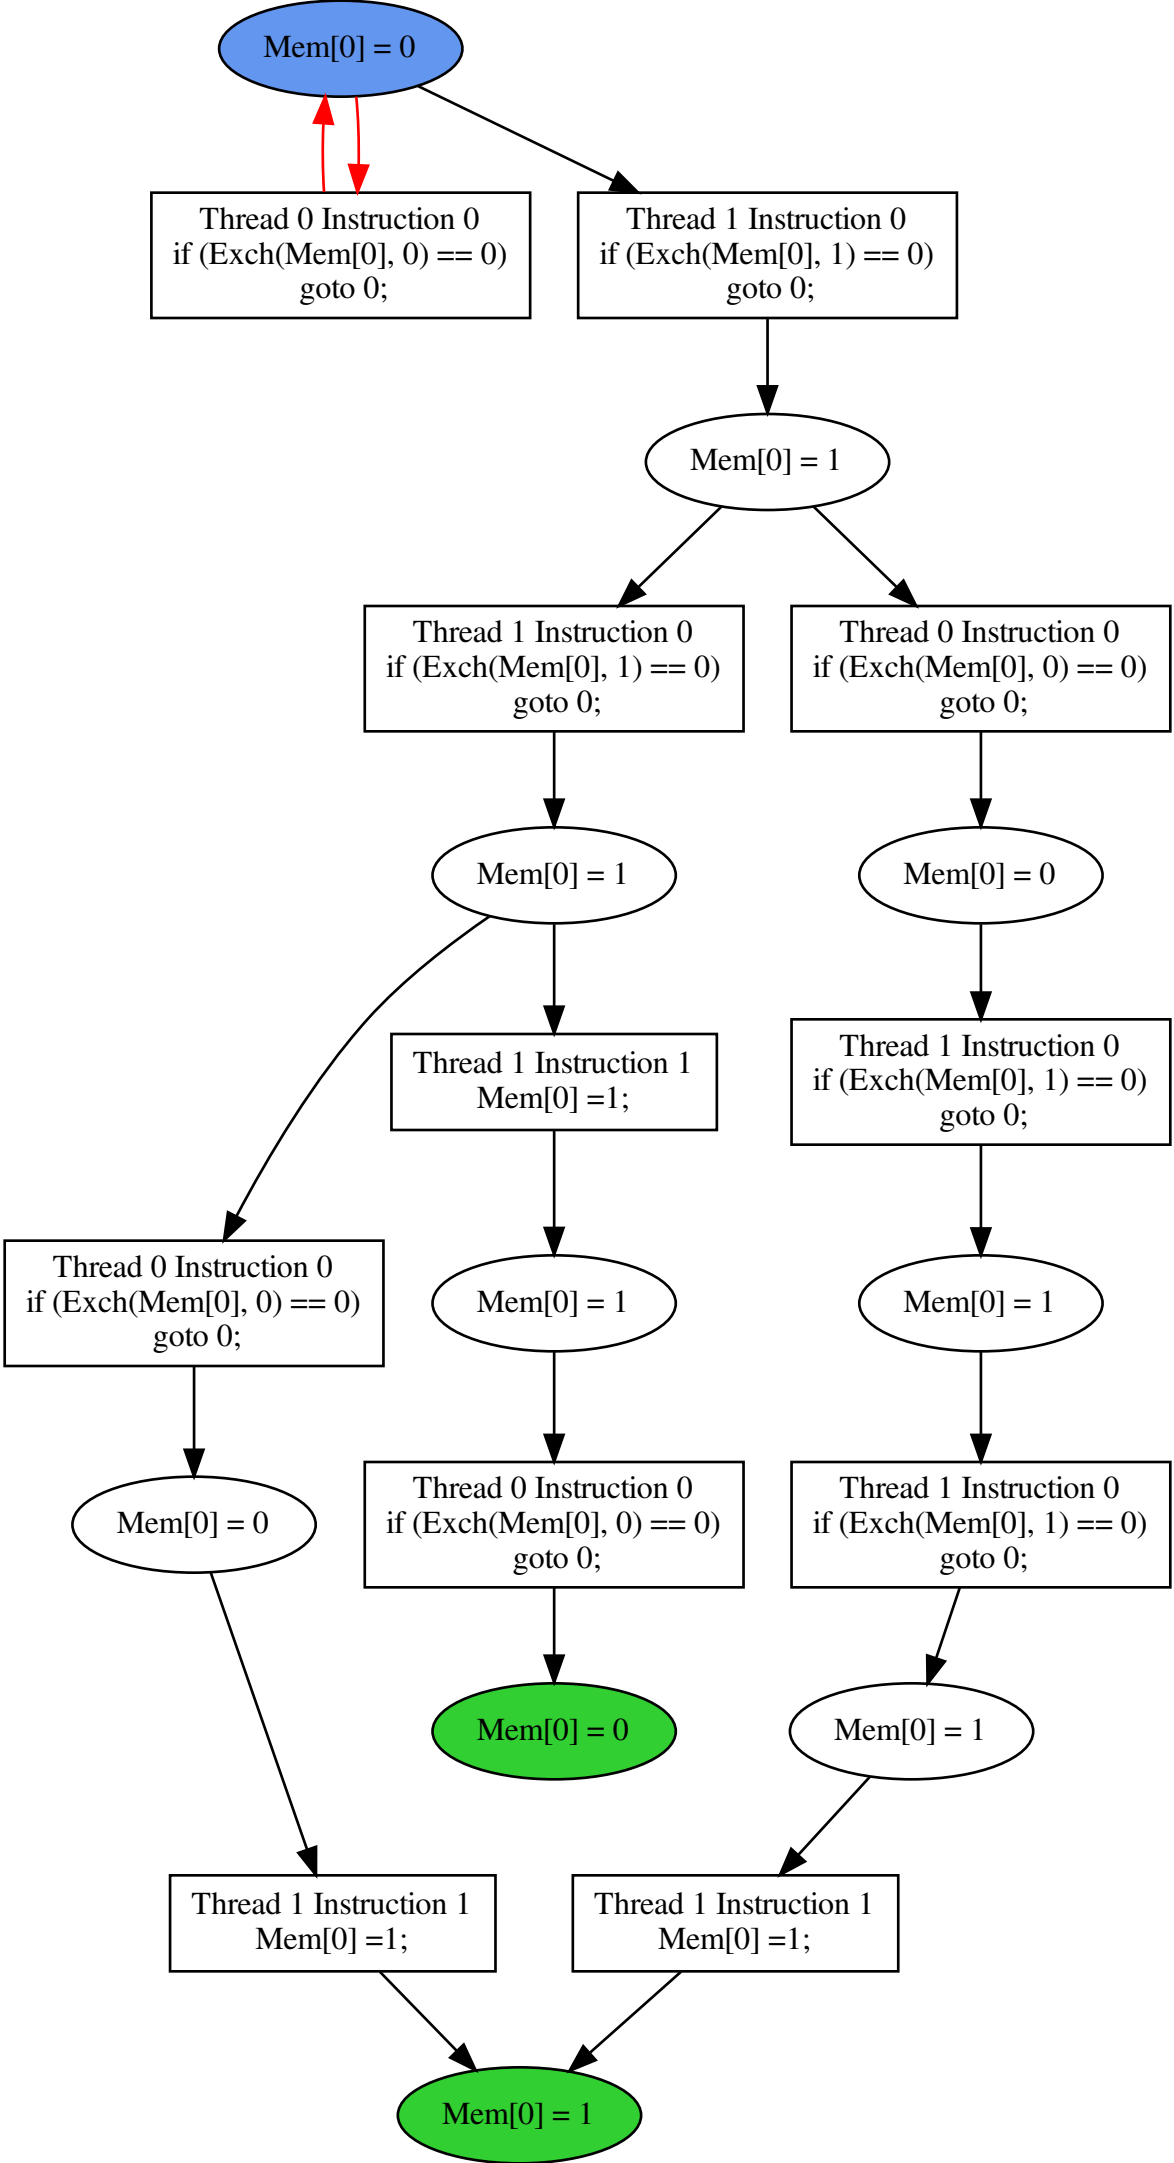 Mem[0] = 0
Thread 0 Instruction 0
if (Exch(Mem[0], 0) == 0)
goto 0;
Thread 1 Instruction 0
if (Exch(Mem[0], 1) == 0)
goto 0;
Mem[0] = 1
Thread 1 Instruction 0
if (Exch(Mem[0], 1) == 0)
goto 0;
Thread 0 Instruction 0
if (Exch(Mem[0], 0) == 0)
goto 0;
Mem[0] = 1
Mem[0] = 0
Thread 1 Instruction 1
Mem[0] =1;
Thread 1 Instruction 0
if (Exch(Mem[0], 1) == 0)
goto 0;
Thread 0 Instruction 0
if (Exch(Mem[0], 0) == 0)
goto 0;
Mem[0] = 1
Mem[0] = 1
Mem[0] = 0
Thread 0 Instruction 0
if (Exch(Mem[0], 0) == 0)
goto 0;
Thread 1 Instruction 0
if (Exch(Mem[0], 1) == 0)
goto 0;
Mem[0] = 0
Mem[0] = 1
Thread 1 Instruction 1
Mem[0] =1;
Thread 1 Instruction 1
Mem[0] =1;
Mem[0] = 1